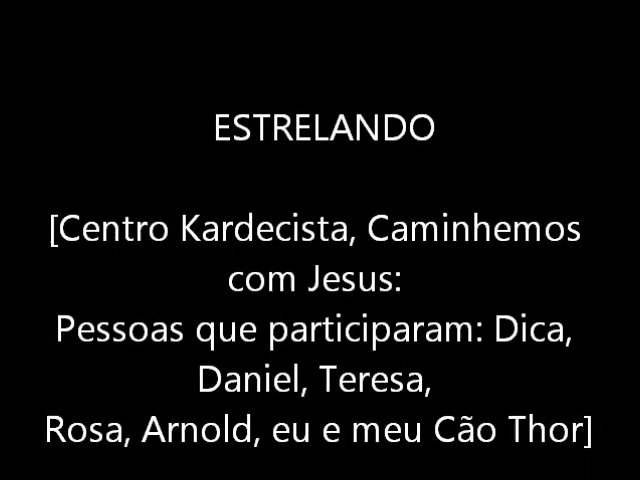 ESTRELANDO
[Centro Kardecista, Caminhemos
com Jesus:
Pessoas que participaram: Dica,
Daniel, Teresa,
Rosa, Arnold, eu e meu Cão Thor]